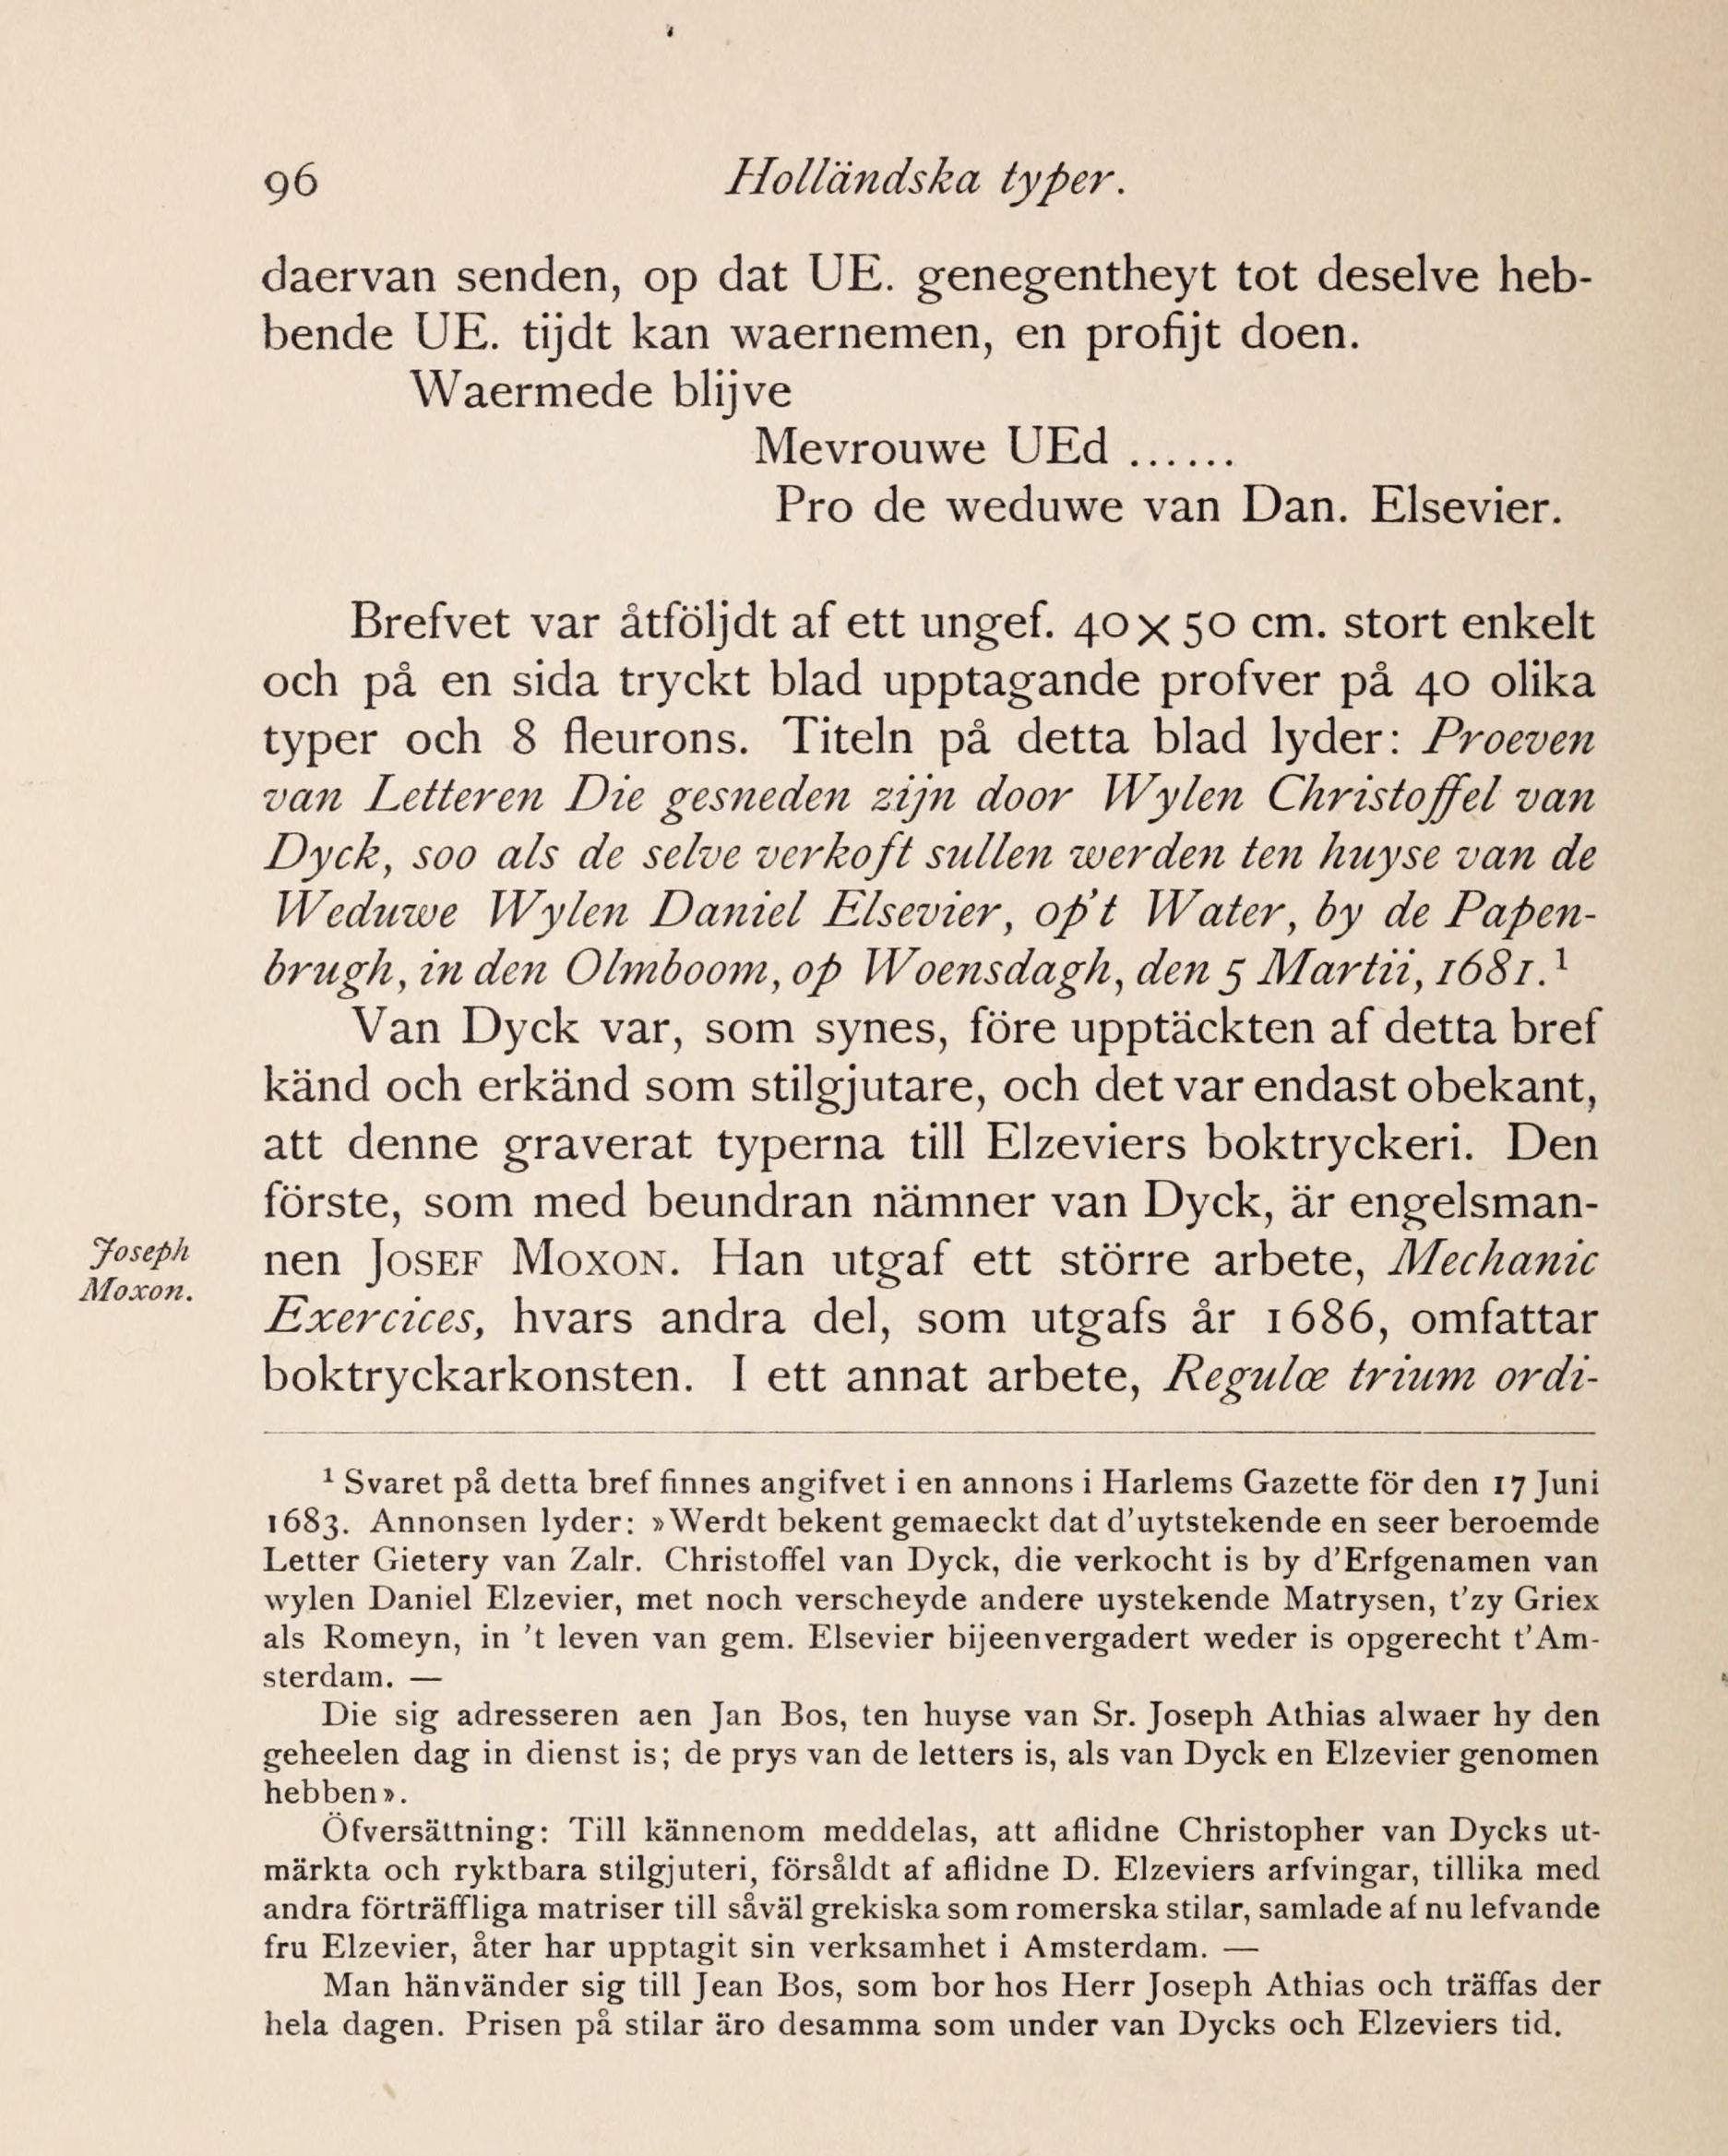 96 Holländska typer.
daervan senden, op dat UE. genegentheyt tot deselve heb-
bende UE. tijdt kan waernemen, en profijt doen.
Waermede blijve
Mevrouwe UEd ......
Pro de weduwe van Dan. Elsevier.
Brefvet var åtföljdt af ett ungef. 40 x 50 cm. stort enkelt
och på en sida tryckt blad upptagande profver på 40 olika
typer och 8 fleurons. Titeln på detta blad lyder: Proeven
van Letteren Die gesneden zijn door Wylen Christoffel van
Dyck, soo als de selve verkoft sullen werden ten huyse van de
Weduwe Wylen Daniel Elsevier, op't Water, by de Papen-
brugh, in den Olmboom, op Woensdagh, den 5 Martii, 1681.¹
Van Dyck var, som synes, före upptäckten af detta bref
känd och erkänd som stilgjutare, och det var endast obekant,
att denne graverat typerna till Elzeviers boktryckeri. Den
förste, som med beundran nämner van Dyck, är engelsman-
Joseph
Moxon.
nen JOSEF MOXON. Han utgaf ett större arbete, Mechanic
Exercices, hvars andra del, som utgafs år 1686, omfattar
boktryckarkonsten. I ett annat arbete, Regulæ trium ordi-
¹ Svaret på detta bref finnes angifvet i en annons i Harlems Gazette för den 17 Juni
1683. Annonsen lyder: »Werdt bekent gemaeckt dat d'uytstekende en seer beroemde
Letter Gietery van Zalr. Christoffel van Dyck, die verkocht is by d'Erfgenamen van
wylen Daniel Elzevier, met noch verscheyde andere uystekende Matrysen, t'zy Griex
als Romeyn, in 't leven van gem. Elsevier bijeenvergadert weder is opgerecht t'Am-
sterdam. —
Die sig adresseren aen Jan Bos, ten huyse van Sr. Joseph Athias alwaer hy den
geheelen dag in dienst is; de prys van de letters is, als van Dyck en Elzevier genomen
hebben».
Öfversättning: Till kännenom meddelas, att aflidne Christopher van Dycks ut-
märkta och ryktbara stilgjuteri, försåldt af aflidne D. Elzeviers arfvingar, tillika med
andra förträffliga matriser till såväl grekiska som romerska stilar, samlade af nu lefvande
fru Elzevier, åter har upptagit sin verksamhet i Amsterdam. —
Man hänvänder sig till Jean Bos, som bor hos Herr Joseph Athias och träffas der
hela dagen. Prisen på stilar äro desamma som under van Dycks och Elzeviers tid.